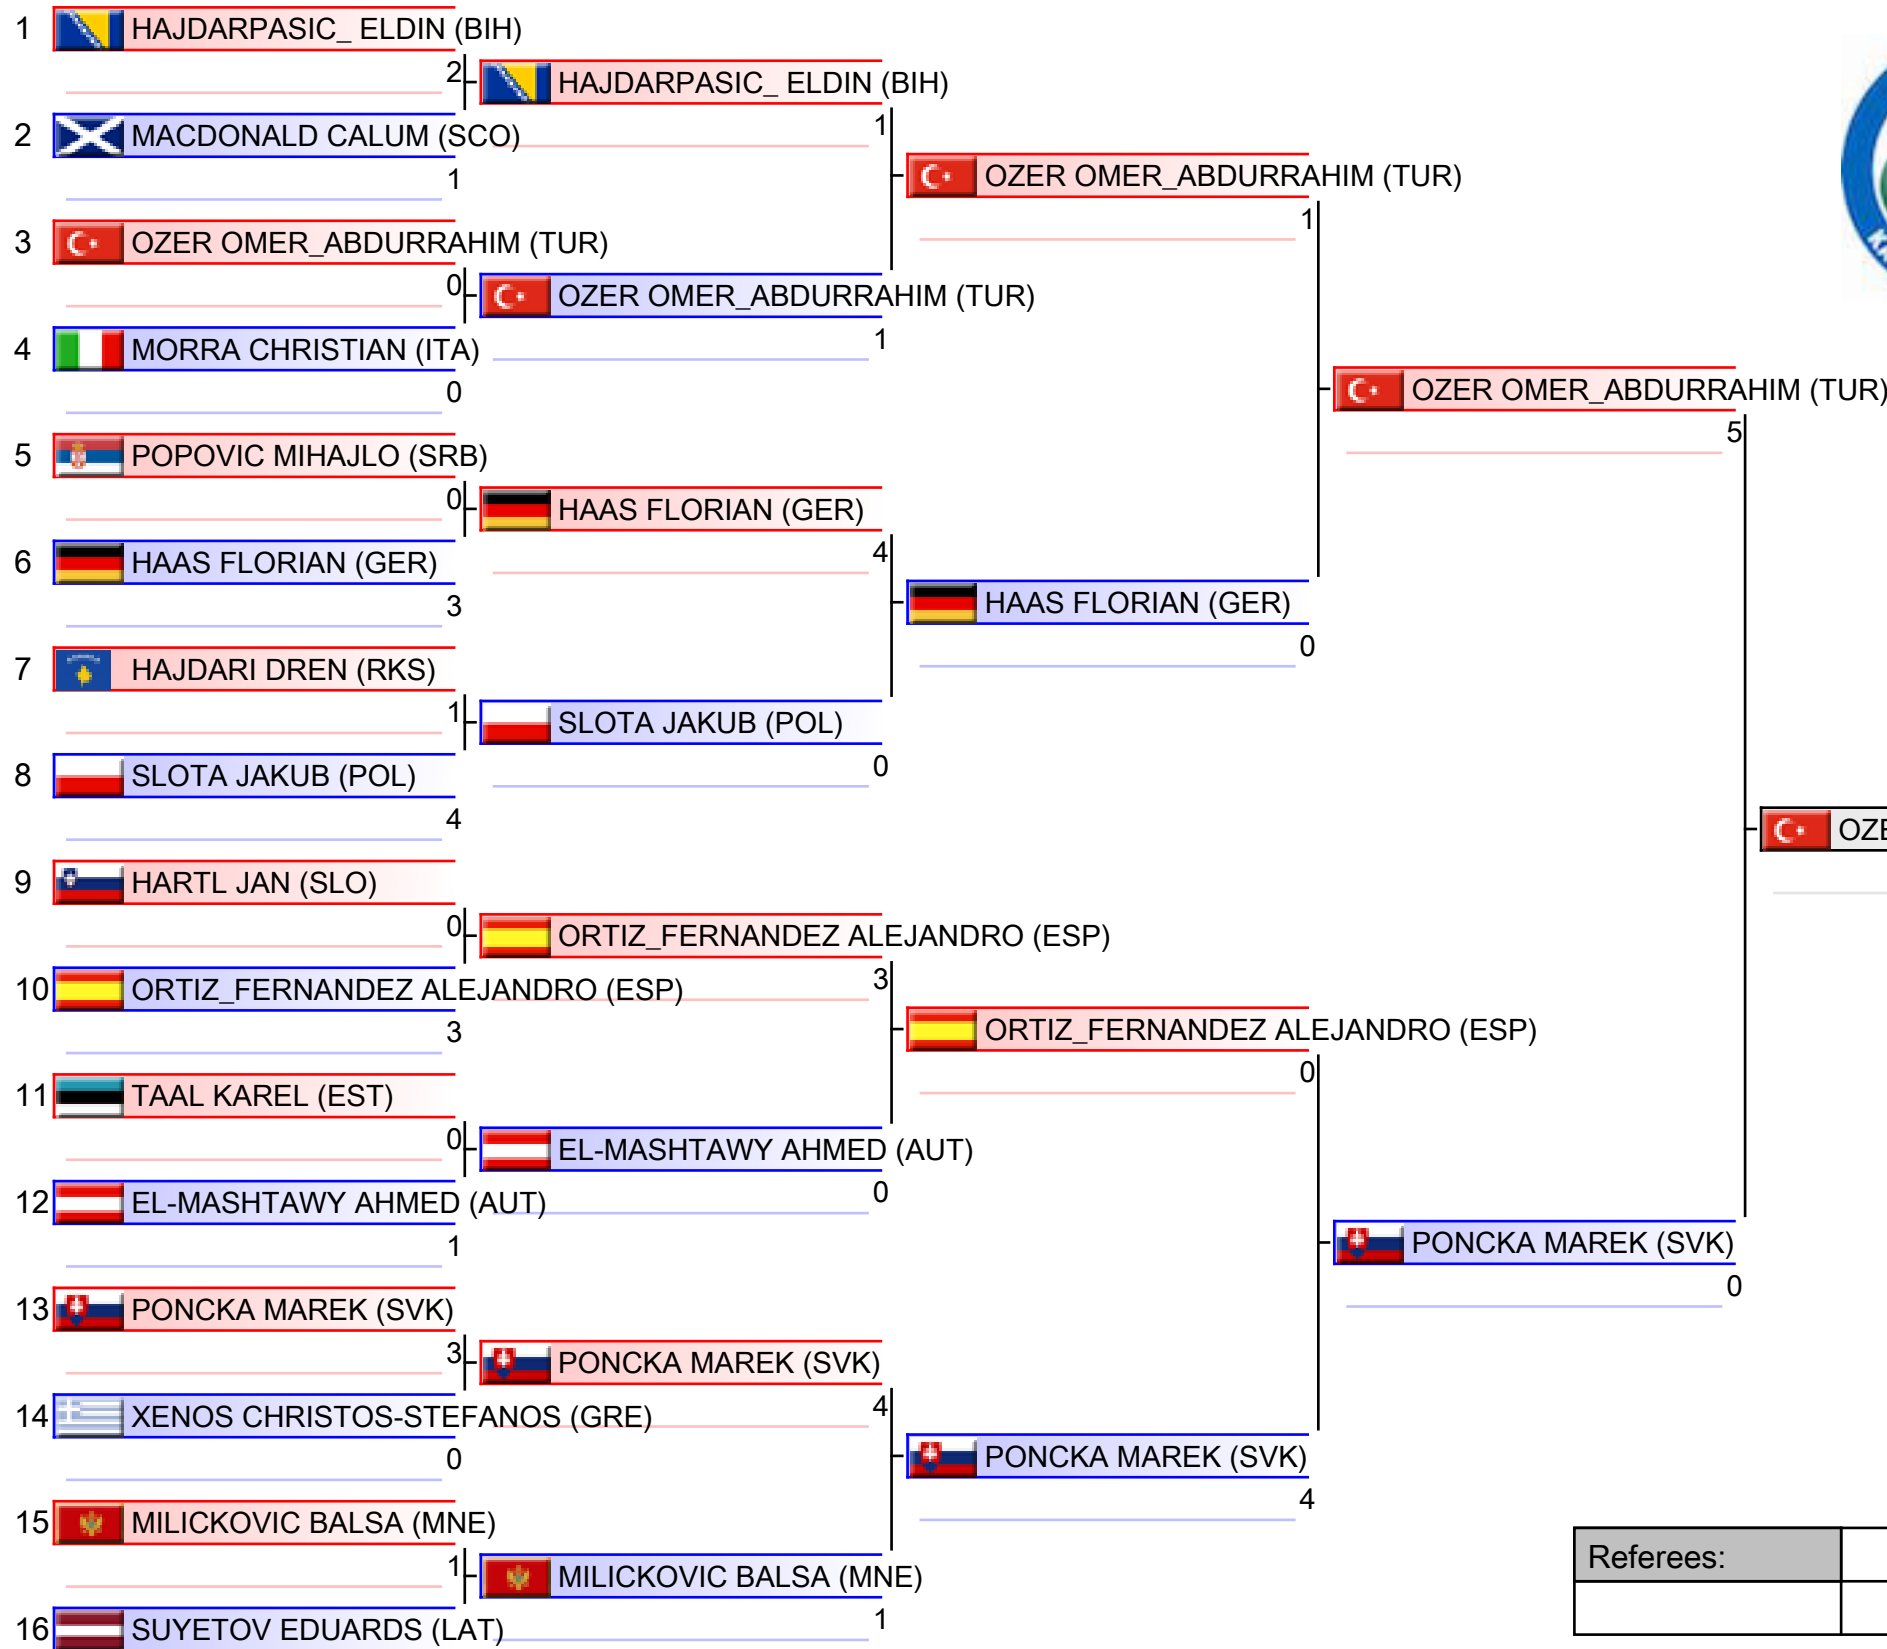 1 HAJDARPASIC_ ELDIN (BIH)
2 HAJDARPASIC_ ELDIN (BIH)
2 MACDONALD CALUM (SCO) 1
1 OZER OMER_ABDURRAHIM (TUR)
1
3 OZER OMER_ABDURRAHIM (TUR)
0 OZER OMER_ABDURRAHIM (TUR)
4 MORRA CHRISTIAN (ITA) 1
0 OZER OMER_ABDURRAHIM (TUR)
5
5 POPOVIC MIHAJLO (SRB)
0 HAAS FLORIAN (GER)
6 HAAS FLORIAN (GER) 4
3 HAAS FLORIAN (GER)
0
7 HAJDARI DREN (RKS)
1 SLOTA JAKUB (POL)
8 SLOTA JAKUB (POL) 0
4
9 HARTL JAN (SLO)
0 ORTIZ_FERNANDEZ ALEJANDRO (ESP)
10 ORTIZ_FERNANDEZ ALEJANDRO (ESP) 3
3 ORTIZ_FERNANDEZ ALEJANDRO (ESP)
0
11 TAAL KAREL (EST)
0 EL-MASHTAWY AHMED (AUT)
12 EL-MASHTAWY AHMED (AUT) 0
1 PONCKA MAREK (SVK)
0
13 PONCKA MAREK (SVK)
3 PONCKA MAREK (SVK)
14 XENOS CHRISTOS-STEFANOS (GRE) 4
0 PONCKA MAREK (SVK)
4
15 MILICKOVIC BALSA (MNE)
1 MILICKOVIC BALSA (MNE)
16 SUYETOV EDUARDS (LAT) 1
Referees: